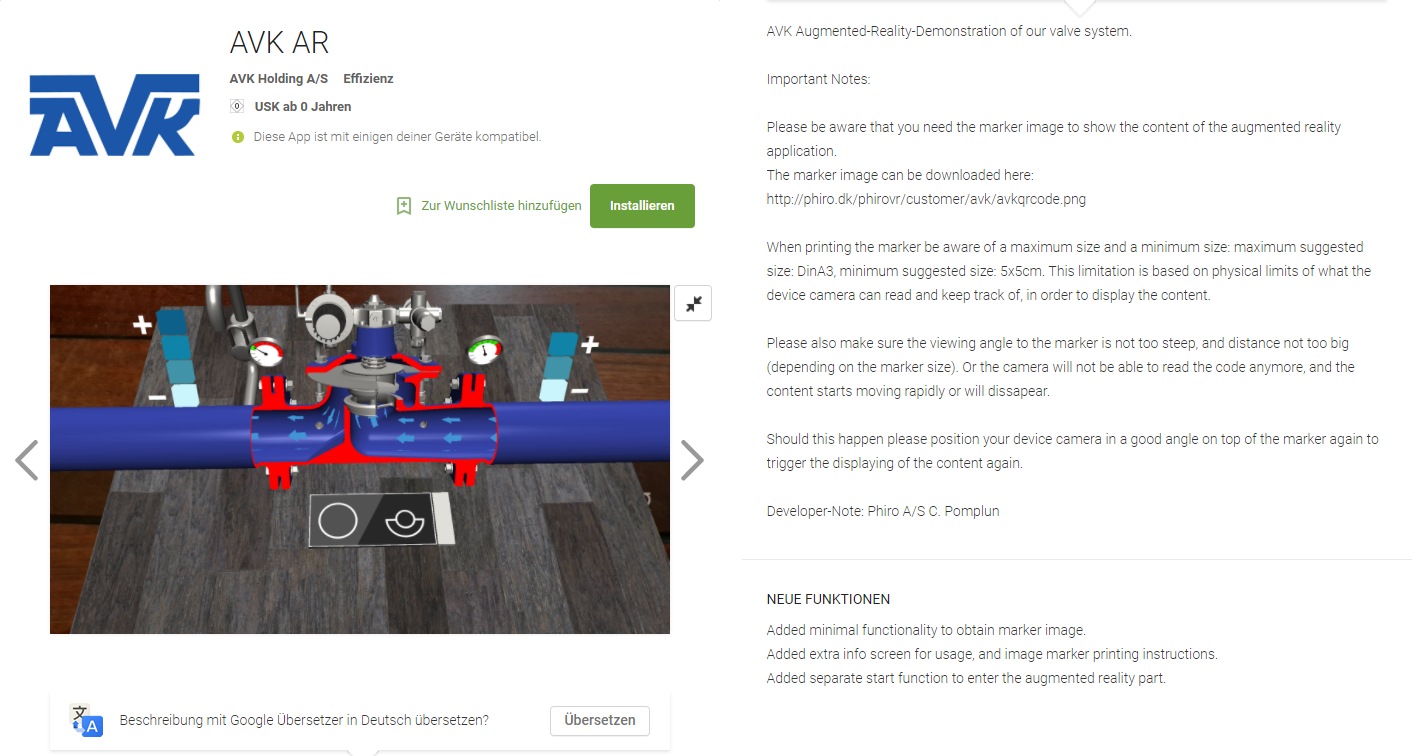 AVK AR
AVK
AVK Holding A/S Effizienz
0 USK ab 0 Jahren
Diese App ist mit einigen deiner Geräte kompatibel.
Zur Wunschliste hinzufügen
Installieren
+
+
Beschreibung mit Google Übersetzer in Deutsch übersetzen?
Übersetzen
AVK Augmented-Reality-Demonstration of our valve system.
Important Notes:
Please be aware that you need the marker image to show the content of the augmented reality
application.
The marker image can be downloaded here:
http://phiro.dk/phirovr/customer/avk/avkqrcode.png
When printing the marker be aware of a maximum size and a minimum size: maximum suggested
size: DinA3, minimum suggested size: 5x5cm. This limitation is based on physical limits of what the
device camera can read and keep track of, in order to display the content.
Please also make sure the viewing angle to the marker is not too steep, and distance not too big
(depending on the marker size). Or the camera will not be able to read the code anymore, and the
content starts moving rapidly or will dissapear.
Should this happen please position your device camera in a good angle on top of the marker again to
trigger the displaying of the content again.
Developer-Note: Phiro A/S C. Pomplun
NEUE FUNKTIONEN
Added minimal functionality to obtain marker image.
Added extra info screen for usage, and image marker printing instructions.
Added separate start function to enter the augmented reality part.